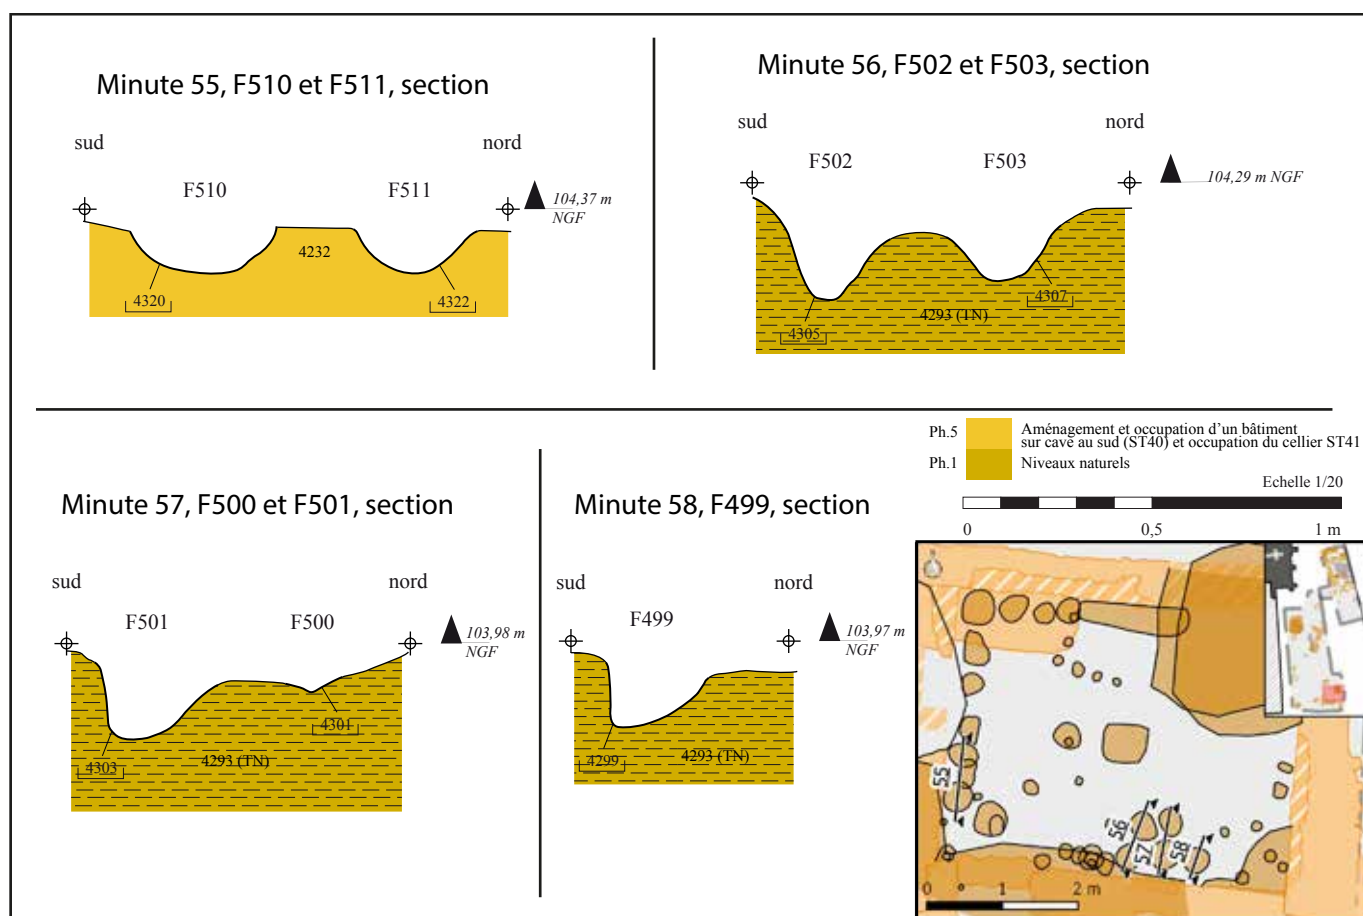 Minute 55, F510 et F511, section
sud
nord
F510
F511
104,37 m
NGF
4232
4320
4322
Minute 56, F502 et F503, section
sud
nord
F502
F503
104,29 m NGF
4307
4293 (TN)
4305
Ph.5
Aménagement et occupation d'un bâtiment
sur cave au sud (ST40) et occupation du cellier ST41
Ph.1
Niveaux naturels
Echelle 1/20
0
0,5
1 m
Minute 57, F500 et F501, section
sud
nord
F501
F500
103,98 m
NGF
4301
4303
4293 (TN)
Minute 58, F499, section
sud
nord
F499
103,97 m
NGF
4299
4293 (TN)
55
56
57
58
0
1
2 m